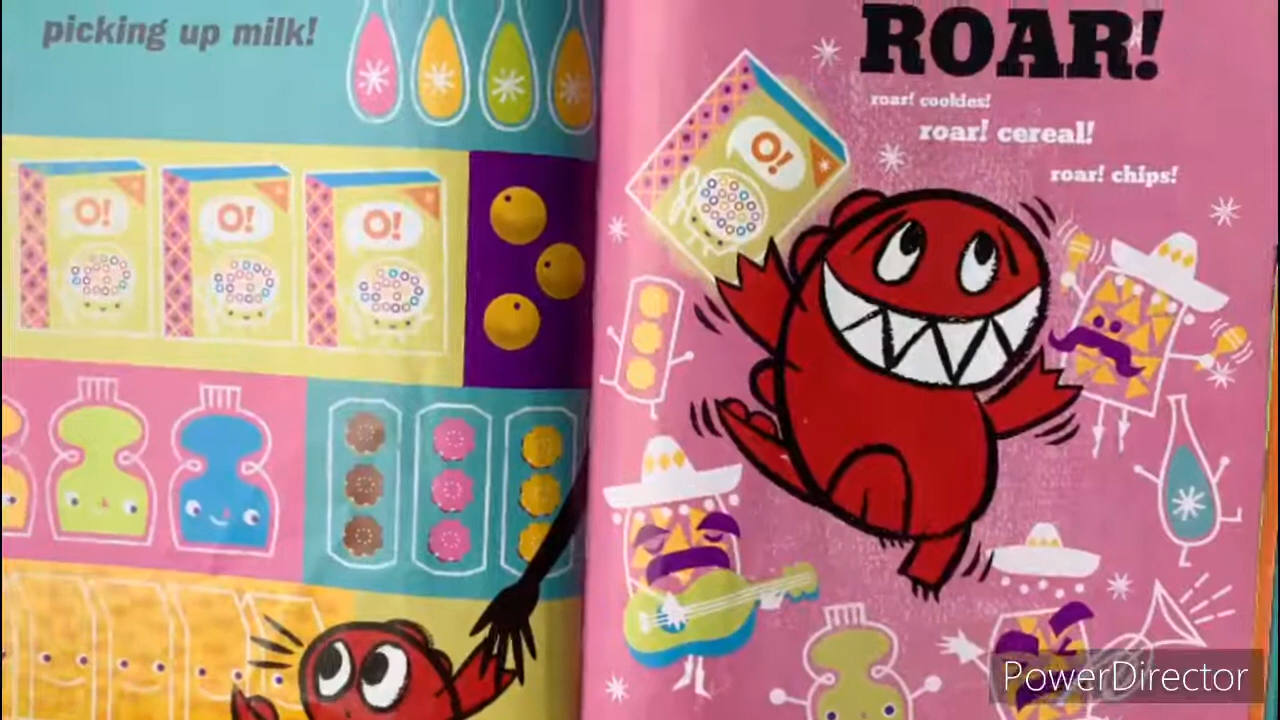 picking up milk!
O!
O!
O!
ROAR!
roar! cookies!
roar! cereal!
roar! chips!
O!
PowerDirector